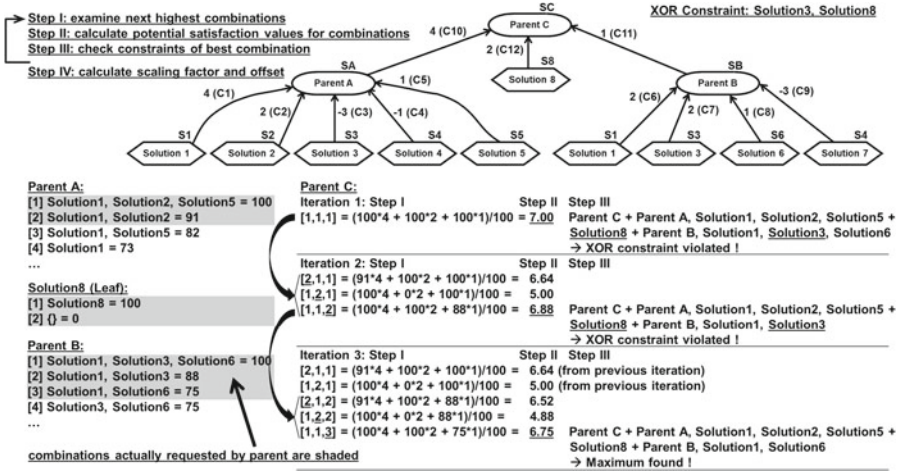 Step I: examine next highest combinations
Step II: calculate potential satisfaction values for combinations
Step III: check constraints of best combination
Step IV: calculate scaling factor and offset
XOR Constraint: Solution3, Solution8
SC
Parent C
4 (C10)
2 (C12)
1 (C11)
S8
Solution 8
SA
Parent A
SB
Parent B
4 (C1)
2 (C2)
-3 (C3)
-1 (C4)
1 (C5)
2 (C6)
2 (C7)
1 (C8)
-3 (C9)
S1
Solution 1
S2
Solution 2
S3
Solution 3
S4
Solution 4
S5
Solution 5
S1
Solution 1
S3
Solution 3
S6
Solution 6
S4
Solution 7
Parent A:
[1] Solution1, Solution2, Solution5 = 100
[2] Solution1, Solution2 = 91
[3] Solution1, Solution5 = 82
[4] Solution1 = 73
...
Solution8 (Leaf):
[1] Solution8 = 100
[2] {} = 0
Parent B:
[1] Solution1, Solution3, Solution6 = 100
[2] Solution1, Solution3 = 88
[3] Solution1, Solution6 = 75
[4] Solution3, Solution6 = 75
...
combinations actually requested by parent are shaded
Parent C:
Iteration 1: Step I Step II Step III
[1,1,1] = (100*4 + 100*2 + 100*1)/100 = 7.00 Parent C + Parent A, Solution1, Solution2, Solution5 +
Solution8 + Parent B, Solution1, Solution3, Solution6
→ XOR constraint violated !
Iteration 2: Step I Step II Step III
[2,1,1] = (91*4 + 100*2 + 100*1)/100 = 6.64
[1,2,1] = (100*4 + 0*2 + 100*1)/100 = 5.00
[1,1,2] = (100*4 + 100*2 + 88*1)/100 = 6.88 Parent C + Parent A, Solution1, Solution2, Solution5 +
Solution8 + Parent B, Solution1, Solution3
→ XOR constraint violated !
Iteration 3: Step I Step II Step III
[2,1,1] = (91*4 + 100*2 + 100*1)/100 = 6.64 (from previous iteration)
[1,2,1] = (100*4 + 0*2 + 100*1)/100 = 5.00 (from previous iteration)
[2,1,2] = (91*4 + 100*2 + 88*1)/100 = 6.52
[1,2,2] = (100*4 + 0*2 + 88*1)/100 = 4.88
[1,1,3] = (100*4 + 100*2 + 75*1)/100 = 6.75 Parent C + Parent A, Solution1, Solution2, Solution5 +
Solution8 + Parent B, Solution1, Solution6
→ Maximum found !